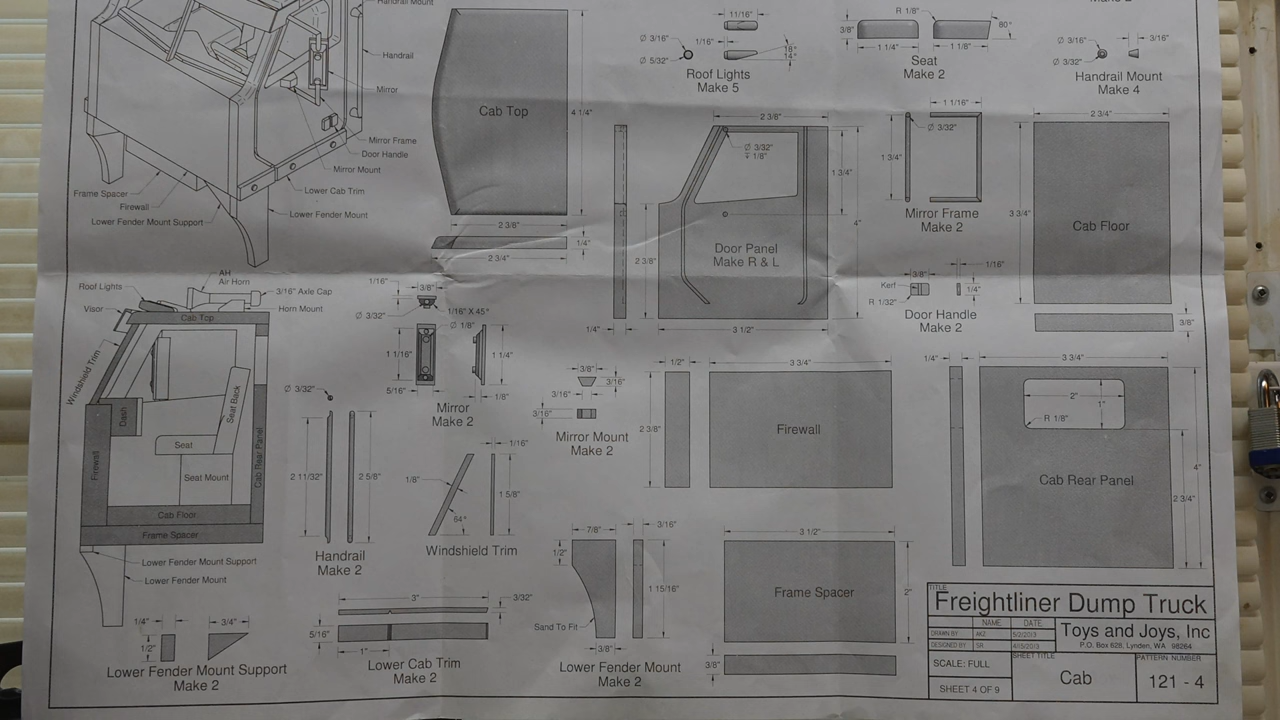 Handrail Mount
Handrail
Mirror
Mirror Frame
Door Handle
Mirror Mount
Lower Cab Trim
Lower Fender Mount
Frame Spacer
Firewall
Lower Fender Mount Support
Cab Top
4 1/4"
2 3/8"
1/4"
2 3/4"
11/16"
Ø 3/16"
Ø 5/32"
1/16"
18°
14°
Roof Lights
Make 5
R 1/8"
3/8"
80°
1 1/4"
1 1/8"
Seat
Make 2
Ø 3/16"
3/16"
Ø 3/32"
Handrail Mount
Make 4
2 3/8"
Ø 3/32"
1/8"
1 3/4"
4"
2 3/8"
Door Panel
Make R & L
1/4"
3 1/2"
1 1/16"
Ø 3/32"
1 3/4"
Mirror Frame
Make 2
2 3/4"
3 3/4"
Cab Floor
3/8"
1/16"
3/8"
Kerf
1/4"
R 1/32"
Door Handle
Make 2
AH
Air Horn
Roof Lights
3/16" Axle Cap
Visor
Horn Mount
Cab Top
Windshield Trim
Dash
Seat Back
Seat
Firewall
Seat Mount
Cab Rear Panel
Cab Floor
Frame Spacer
Lower Fender Mount Support
Lower Fender Mount
1/16"
3/8"
Ø 3/32"
1/16" X 45°
Ø 1/8"
1 1/16"
1 1/4"
5/16"
1/8"
Mirror
Make 2
Ø 3/32"
2 11/32"
2 5/8"
Handrail
Make 2
1/16"
1/8"
64°
1 5/8"
Windshield Trim
3/8"
3/16"
3/16"
3/16"
Mirror Mount
Make 2
1/2"
3 3/4"
2 3/8"
Firewall
1/4"
3 3/4"
2"
1"
R 1/8"
4"
2 3/4"
Cab Rear Panel
1/4"
3/4"
1/2"
Lower Fender Mount Support
Make 2
3"
3/32"
5/16"
1"
Lower Cab Trim
Make 2
7/8"
3/16"
1/2"
1 15/16"
Sand To Fit
3/8"
Lower Fender Mount
Make 2
3 1/2"
Frame Spacer
2"
3/8"
TITLE
Freightliner Dump Truck
NAME DATE
DRAWN BY AKZ 5/2/2013
DESIGNED BY SR 4/15/2013
Toys and Joys, Inc
P.O. Box 628, Lynden, WA 98264
SCALE: FULL
SHEET TITLE
Cab
PATTERN NUMBER
121 - 4
SHEET 4 OF 9